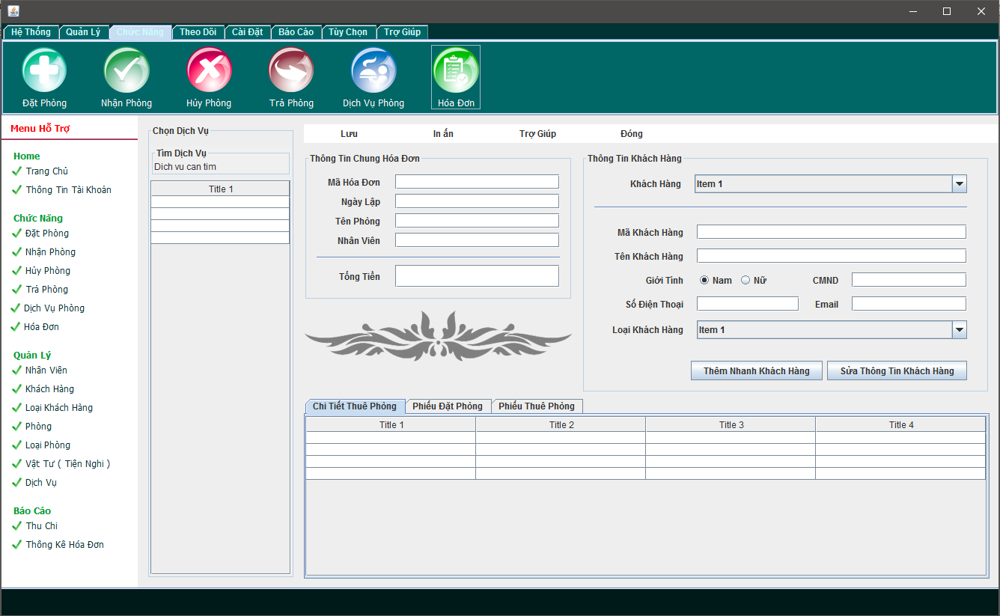 Hệ Thống
Quản Lý
Chức Năng
Theo Dõi
Cài Đặt
Báo Cáo
Tùy Chọn
Trợ Giúp
Đặt Phòng
Nhận Phòng
Hủy Phòng
Trả Phòng
Dịch Vụ Phòng
Hóa Đơn
Menu Hỗ Trợ
Home
Trang Chủ
Thông Tin Tài Khoản
Chức Năng
Đặt Phòng
Nhận Phòng
Hủy Phòng
Trả Phòng
Dịch Vụ Phòng
Hóa Đơn
Quản Lý
Nhân Viên
Khách Hàng
Loại Khách Hàng
Phòng
Loại Phòng
Vật Tư ( Tiện Nghi )
Dịch Vụ
Báo Cáo
Thu Chi
Thống Kê Hóa Đơn
Chọn Dịch Vụ
Tìm Dịch Vụ
Dich vu can tim
Title 1
Lưu
In ấn
Trợ Giúp
Đóng
Thông Tin Chung Hóa Đơn
Mã Hóa Đơn
Ngày Lập
Tên Phòng
Nhân Viên
Tổng Tiền
Thông Tin Khách Hàng
Khách Hàng
Item 1
Mã Khách Hàng
Tên Khách Hàng
Giới Tính
Nam
Nữ
CMND
Số Điện Thoại
Email
Loại Khách Hàng
Item 1
Thêm Nhanh Khách Hàng
Sửa Thông Tin Khách Hàng
Chi Tiết Thuê Phòng
Phiếu Đặt Phòng
Phiếu Thuê Phòng
Title 1
Title 2
Title 3
Title 4